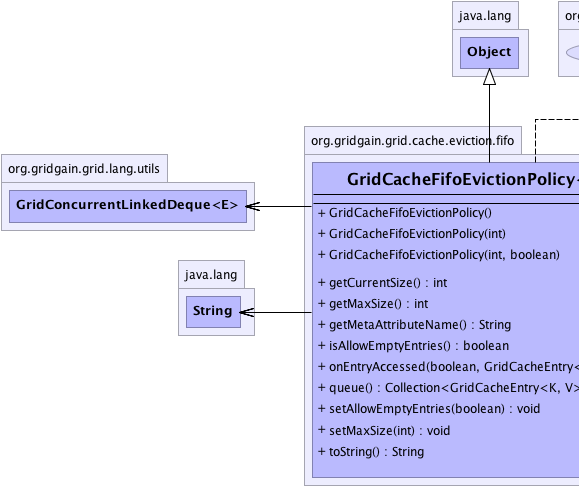 java.lang
org
Object
org.gridgain.grid.cache.eviction.fifo
org.gridgain.grid.lang.utils
GridConcurrentLinkedDeque<E>
GridCacheFifoEvictionPolicy<
+ GridCacheFifoEvictionPolicy()
+ GridCacheFifoEvictionPolicy(int)
+ GridCacheFifoEvictionPolicy(int, boolean)
java.lang
String
+ getCurrentSize() : int
+ getMaxSize() : int
+ getMetaAttributeName() : String
+ isAllowEmptyEntries() : boolean
+ onEntryAccessed(boolean, GridCacheEntry<
+ queue() : Collection<GridCacheEntry<K, V>
+ setAllowEmptyEntries(boolean) : void
+ setMaxSize(int) : void
+ toString() : String